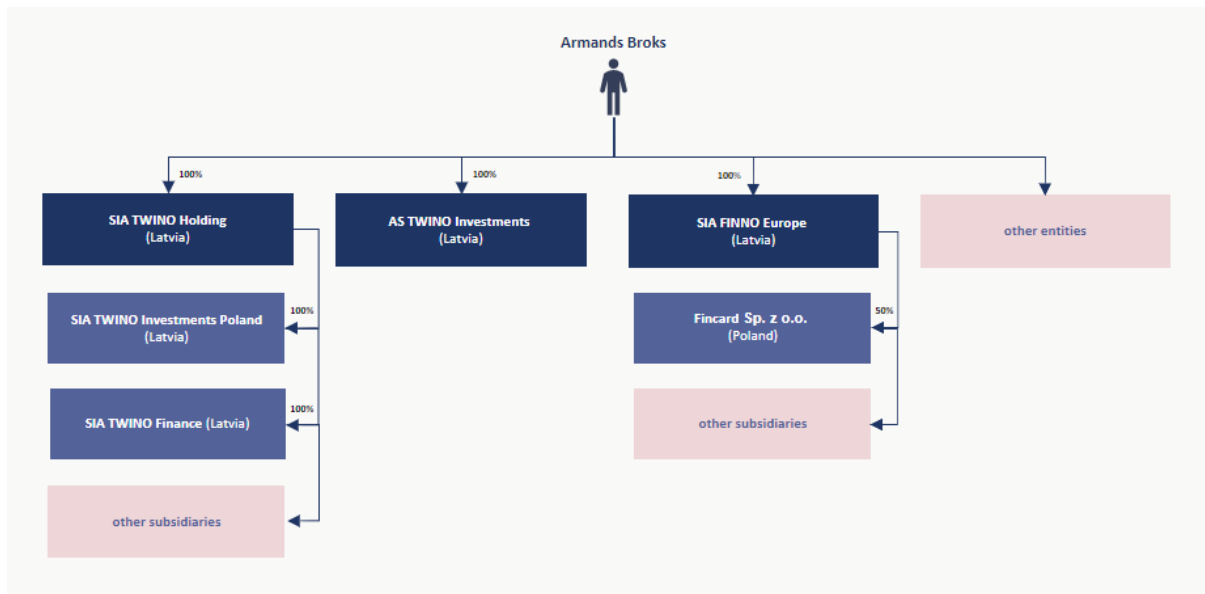 Armands Broks
100%
100%
100%
SIA TWINO Holding
(Latvia)
AS TWINO Investments
(Latvia)
SIA FINNO Europe
(Latvia)
other entities
100%
SIA TWINO Investments Poland
(Latvia)
50%
Fincard Sp. z o.o.
(Poland)
100%
SIA TWINO Finance (Latvia)
other subsidiaries
other subsidiaries